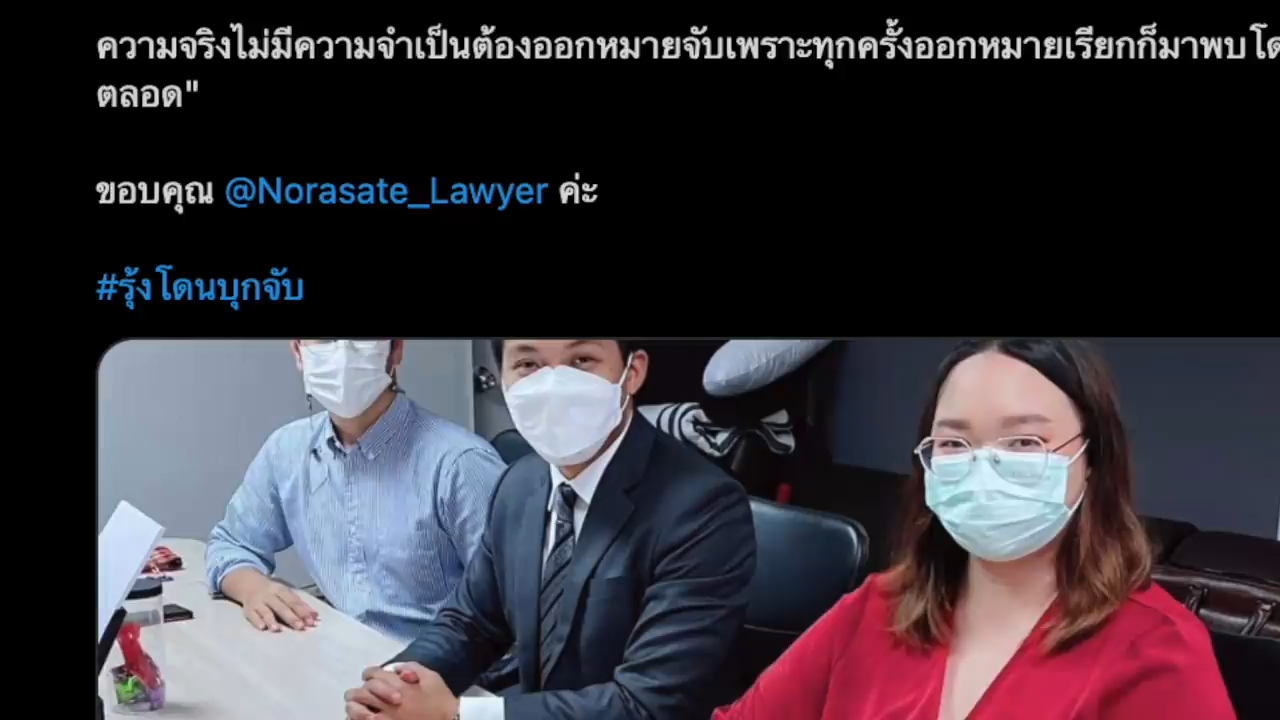 ความจริงไม่มีความจำเป็นต้องออกหมายจับเพราะทุกครั้งออกหมายเรียกก็มาพบ
ตลอด"
ขอบคุณ @Norasate_Lawyer ค่ะ
#รุ้งโดนบุกจับ